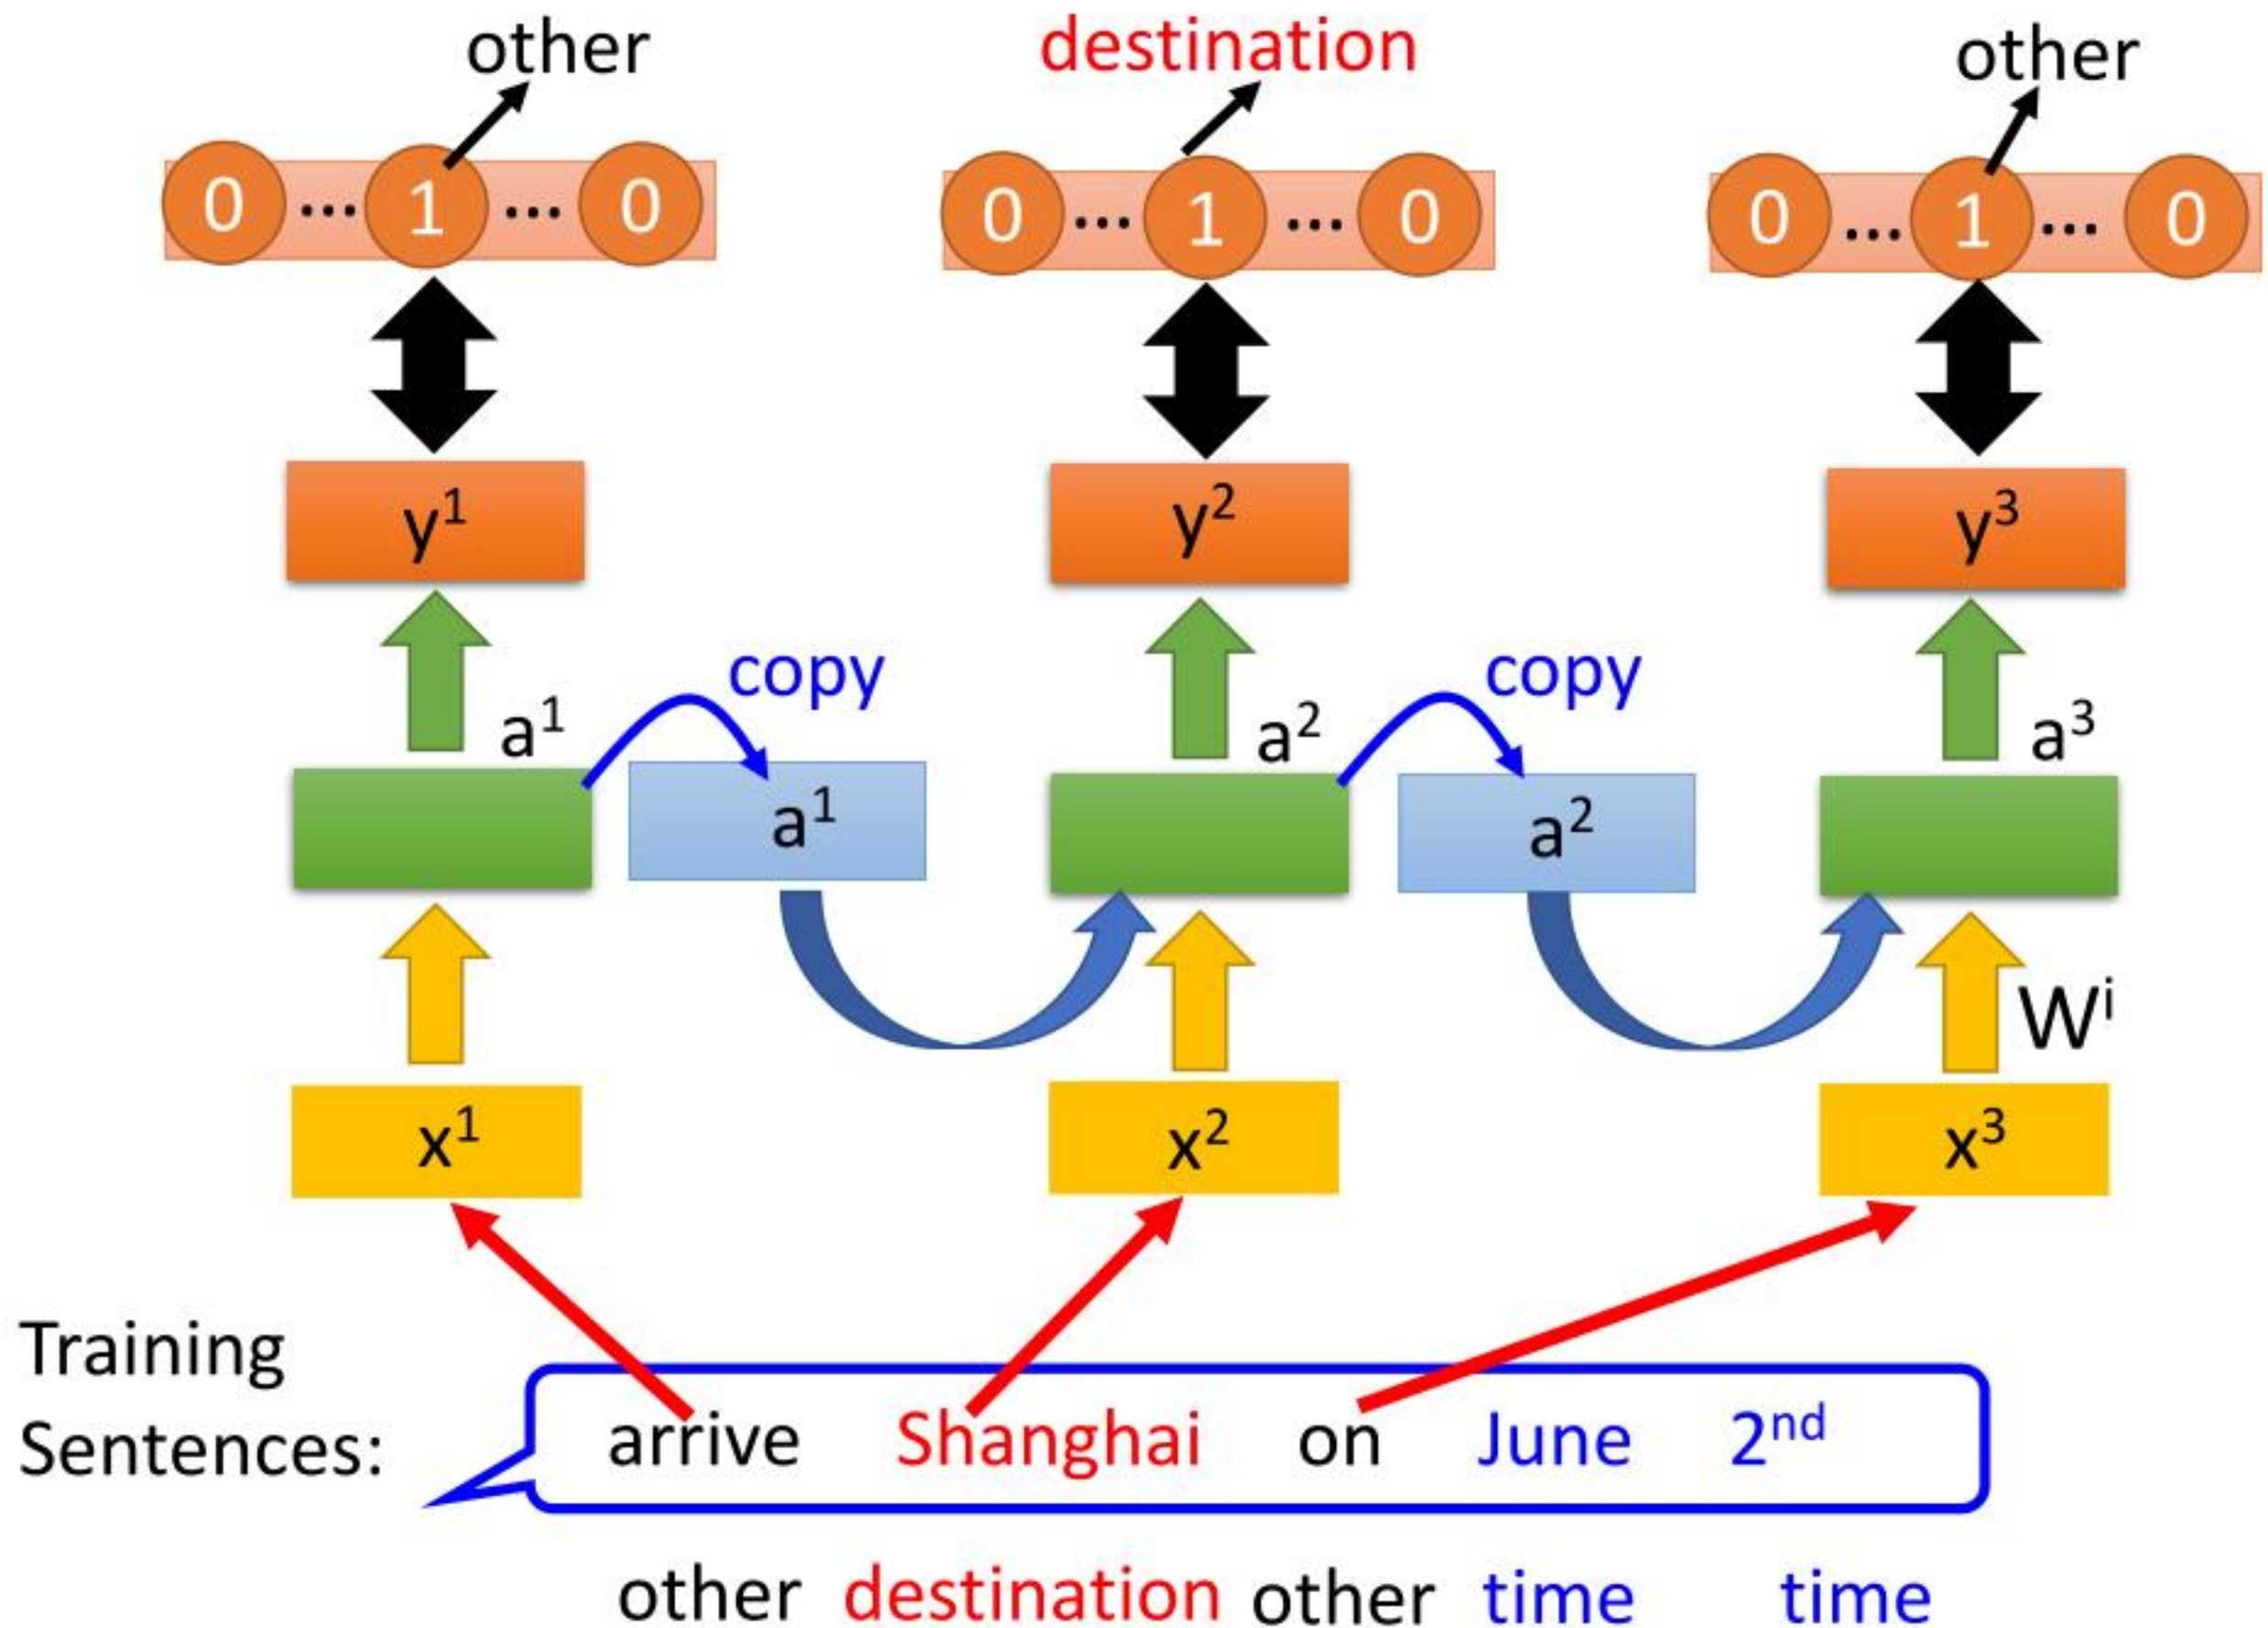 other destination other
0 ... 1 ... 0 0 ... 1 ... 0 0 ... 1 ... 0
y¹ y² y³
copy copy
a¹ a² a³
a¹ a²
Wⁱ
x¹ x² x³
Training
Sentences:
arrive Shanghai on June 2ⁿᵈ
other destination other time time